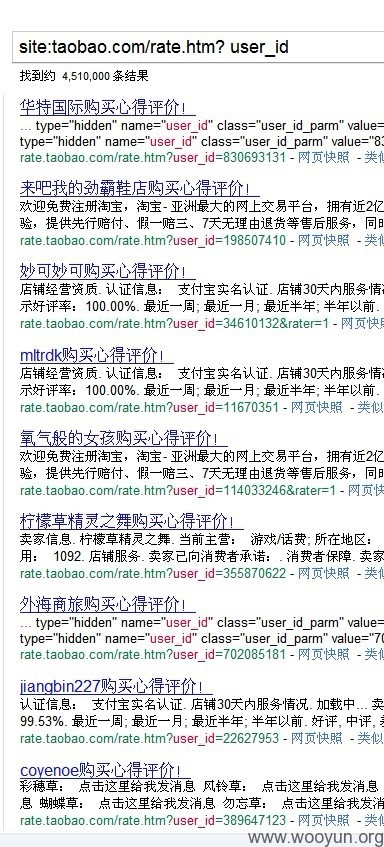 site:taobao.com/rate.htm? user_id
找到约 4,510,000 条结果
华特国际购买心得评价!
... type="hidden" name="user_id" class="user_id_parm" value=
type="hidden" name="user_id" class="user_id_parm" value="83
rate.taobao.com/rate.htm?user_id=830693131 - 网页快照 - 类似
来吧我的劲霸鞋店购买心得评价!
欢迎免费注册淘宝，淘宝- 亚洲最大的网上交易平台，拥有近2亿
验，提供先行赔付、假一赔三、7天无理由退货等售后服务，同时
rate.taobao.com/rate.htm?user_id=198507410 - 网页快照 - 类似
妙可妙可购买心得评价!
店铺经营资质. 认证信息： 支付宝实名认证. 店铺30天内服务情况
示好评率：100.00%. 最近一周; 最近一月; 最近半年; 半年以前.
rate.taobao.com/rate.htm?user_id=34610132&rater=1 - 网页快
mltrdk购买心得评价!
店铺经营资质. 认证信息： 支付宝实名认证. 店铺30天内服务情况
示好评率：100.00%. 最近一周; 最近一月; 最近半年; 半年以前.
rate.taobao.com/rate.htm?user_id=11670351 - 网页快照 - 类似
氧气般的女孩购买心得评价!
欢迎免费注册淘宝，淘宝- 亚洲最大的网上交易平台，拥有近2亿
验，提供先行赔付、假一赔三、7天无理由退货等售后服务，同时
rate.taobao.com/rate.htm?user_id=114033246&rater=1 - 网页快
柠檬草精灵之舞购买心得评价!
卖家信息. 柠檬草精灵之舞. 当前主营： 游戏/话费; 所在地区：
用： 1092. 店铺服务. 卖家已向消费者承诺：. 消费者保障. 卖家
rate.taobao.com/rate.htm?user_id=355870622 - 网页快照 - 类
外海商旅购买心得评价!
... type="hidden" name="user_id" class="user_id_parm" value=
type="hidden" name="user_id" class="user_id_parm" value="70
rate.taobao.com/rate.htm?user_id=702085181 - 网页快照 - 类似
jiangbin227购买心得评价!
认证信息： 支付宝实名认证. 店铺30天内服务情况. 加载中... 卖
99.53%. 最近一周; 最近一月; 最近半年; 半年以前. 好评, 中评, 差
rate.taobao.com/rate.htm?user_id=22627953 - 网页快照 - 类似
coyenoe购买心得评价!
彩穗草： 点击这里给我发消息 风铃草： 点击这里给我发消息
息 蝴蝶草： 点击这里给我发消息 勿忘草： 点击这里给我发消息
rate.taobao.com/rate.htm?user_id=389647123 - 网页快照 - 类似
www.wooyun.org